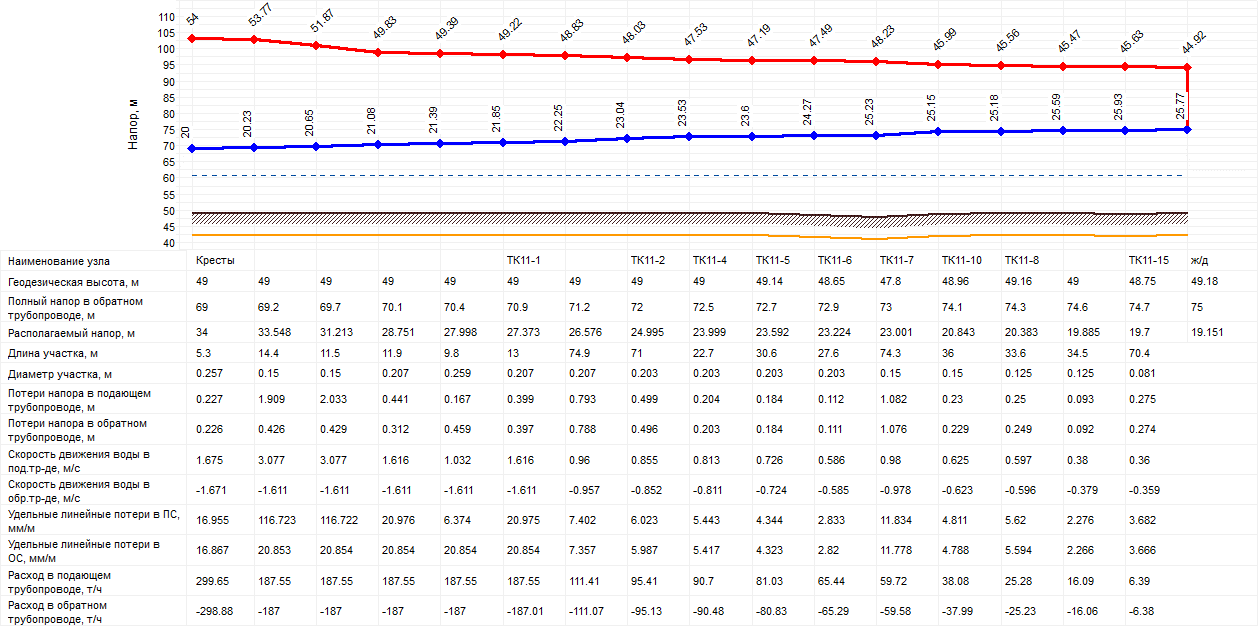 54 53.77 51.87 49.83 49.39 49.22 48.83 48.03 47.53 47.19 47.49 48.23 45.99 45.56 45.47 45.63 44.92
Напор, м
110
105
100
95
90
85
80
75
70
65
60
55
50
45
40
20 20.23 20.65 21.08 21.39 21.85 22.25 23.04 23.53 23.6 24.27 25.23 25.15 25.18 25.59 25.93 25.77
Наименование узла Кресты ТК11-1 ТК11-2 ТК11-4 ТК11-5 ТК11-6 ТК11-7 ТК11-10 ТК11-8 ТК11-15 ж/д
Геодезическая высота, м 49 49 49 49 49 49 49 49 49 49.14 48.65 47.8 48.96 49.16 49 48.75 49.18
Полный напор в обратном
трубопроводе, м 69 69.2 69.7 70.1 70.4 70.9 71.2 72 72.5 72.7 72.9 73 74.1 74.3 74.6 74.7 75
Располагаемый напор, м 34 33.548 31.213 28.751 27.998 27.373 26.576 24.995 23.999 23.592 23.224 23.001 20.843 20.383 19.885 19.7 19.151
Длина участка, м 5.3 14.4 11.5 11.9 9.8 13 74.9 71 22.7 30.6 27.6 74.3 36 33.6 34.5 70.4
Диаметр участка, м 0.257 0.15 0.15 0.207 0.259 0.207 0.207 0.203 0.203 0.203 0.203 0.15 0.15 0.125 0.125 0.081
Потери напора в подающем
трубопроводе, м 0.227 1.909 2.033 0.441 0.167 0.399 0.793 0.499 0.204 0.184 0.112 1.082 0.23 0.25 0.093 0.275
Потери напора в обратном
трубопроводе, м 0.226 0.426 0.429 0.312 0.459 0.397 0.788 0.496 0.203 0.184 0.111 1.076 0.229 0.249 0.092 0.274
Скорость движения воды в
под.тр-де, м/с 1.675 3.077 3.077 1.616 1.032 1.616 0.96 0.855 0.813 0.726 0.586 0.98 0.625 0.597 0.38 0.36
Скорость движения воды в
обр.тр-де, м/с -1.671 -1.611 -1.611 -1.611 -1.611 -1.611 -0.957 -0.852 -0.811 -0.724 -0.585 -0.978 -0.623 -0.596 -0.379 -0.359
Удельные линейные потери в ПС,
мм/м 16.955 116.723 116.722 20.976 6.374 20.975 7.402 6.023 5.443 4.344 2.833 11.834 4.811 5.62 2.276 3.682
Удельные линейные потери в
ОС, мм/м 16.867 20.853 20.854 20.854 20.854 20.854 7.357 5.987 5.417 4.323 2.82 11.778 4.788 5.594 2.266 3.666
Расход в подающем
трубопроводе, т/ч 299.65 187.55 187.55 187.55 187.55 187.55 111.41 95.41 90.7 81.03 65.44 59.72 38.08 25.28 16.09 6.39
Расход в обратном
трубопроводе, т/ч -298.88 -187 -187 -187 -187 -187.01 -111.07 -95.13 -90.48 -80.83 -65.29 -59.58 -37.99 -25.23 -16.06 -6.38